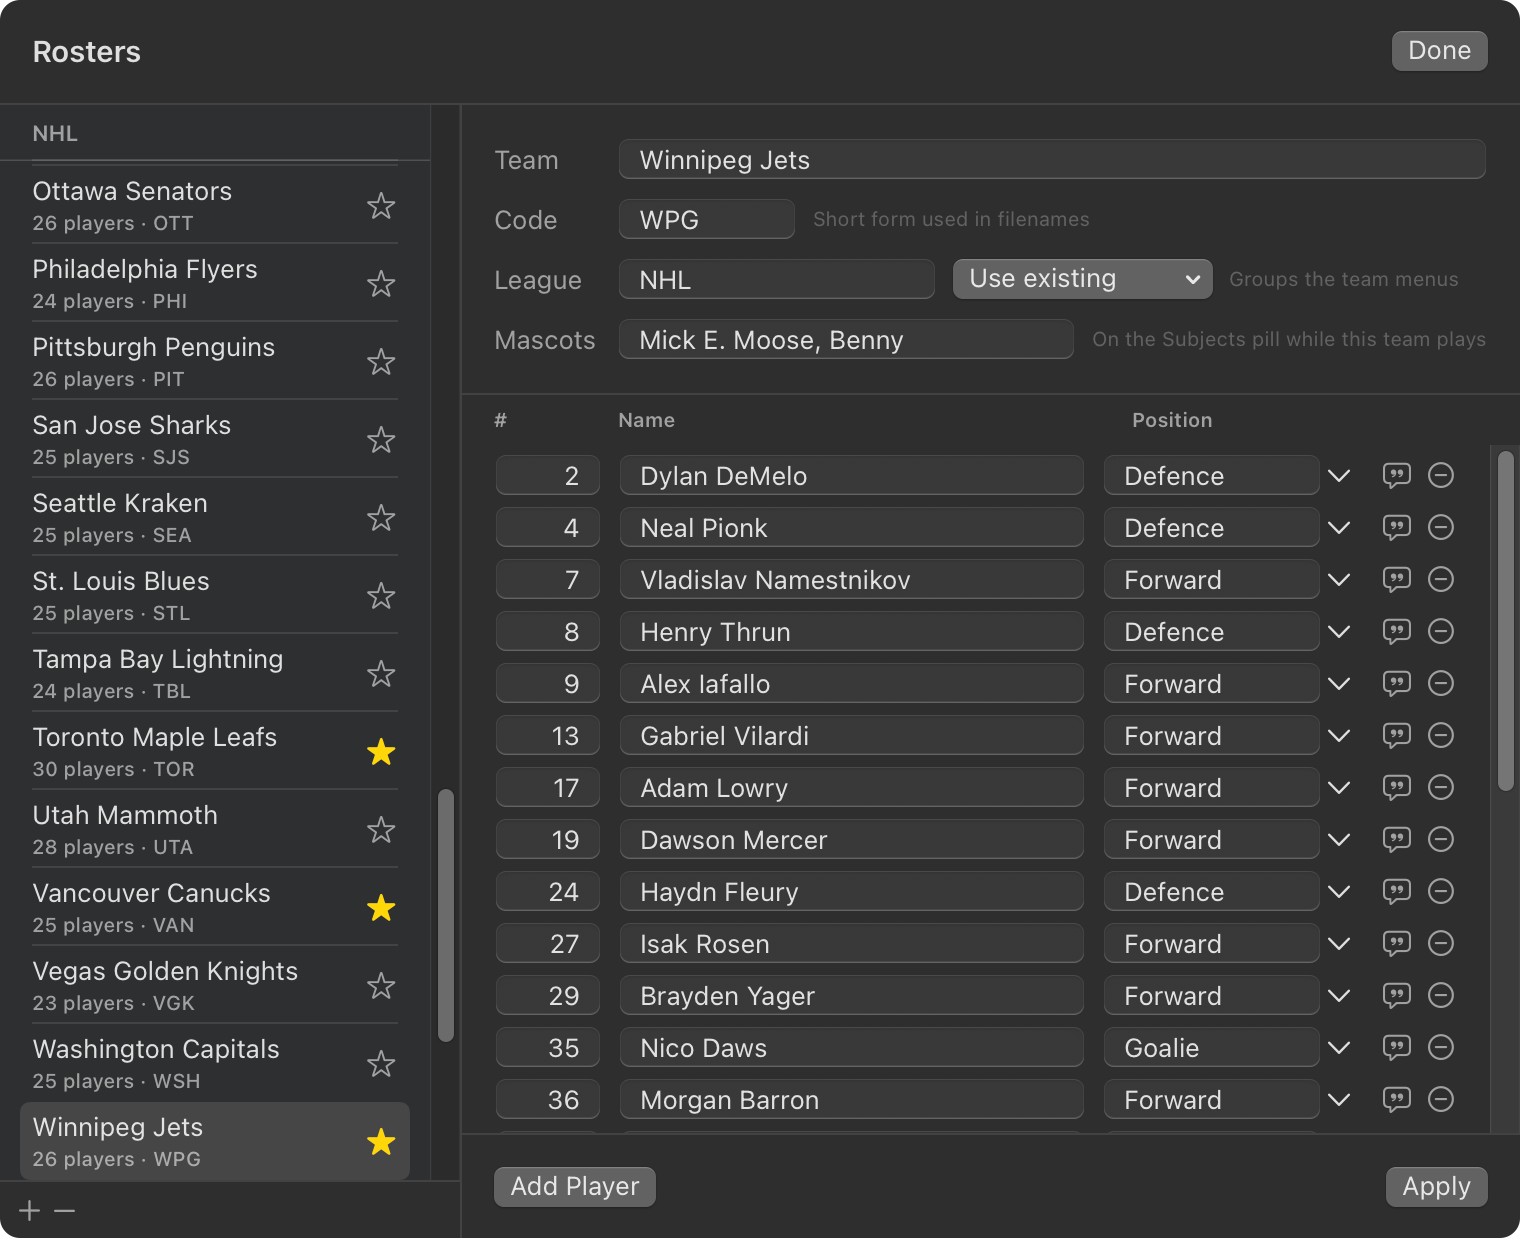 Rosters
Done
NHL
Ottawa Senators
26 players · OTT
Philadelphia Flyers
24 players · PHI
Pittsburgh Penguins
26 players · PIT
San Jose Sharks
25 players · SJS
Seattle Kraken
25 players · SEA
St. Louis Blues
25 players · STL
Tampa Bay Lightning
24 players · TBL
Toronto Maple Leafs
30 players · TOR
Utah Mammoth
28 players · UTA
Vancouver Canucks
25 players · VAN
Vegas Golden Knights
23 players · VGK
Washington Capitals
25 players · WSH
Winnipeg Jets
26 players · WPG
Team Winnipeg Jets
Code WPG Short form used in filenames
League NHL Use existing Groups the team menus
Mascots Mick E. Moose, Benny On the Subjects pill while this team plays
# Name Position
2 Dylan DeMelo Defence
4 Neal Pionk Defence
7 Vladislav Namestnikov Forward
8 Henry Thrun Defence
9 Alex Iafallo Forward
13 Gabriel Vilardi Forward
17 Adam Lowry Forward
19 Dawson Mercer Forward
24 Haydn Fleury Defence
27 Isak Rosen Forward
29 Brayden Yager Forward
35 Nico Daws Goalie
36 Morgan Barron Forward
Add Player Apply